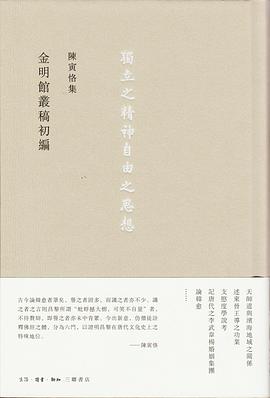 獨立之精神自由之思想
陳寅恪集
金明館叢稿初編
天師道與濱海地域之關係
述東晉王導之功業
支愍度學說考
記唐代之李武韋楊婚姻集團
論韓愈
……
古今論韓愈者衆矣，譽之者固多，而譏之者亦不少。譏
之者之言則昌黎所謂“蚍蜉撼大樹，可笑不自量”者，
不待贅辯，即譽之者亦未中肯綮。今出新意，仿僧徒詮
釋佛經之體，分為六門，以證明昌黎在唐代文化史上之
特殊地位。
——陳寅恪
生活·讀書·新知 三聯書店